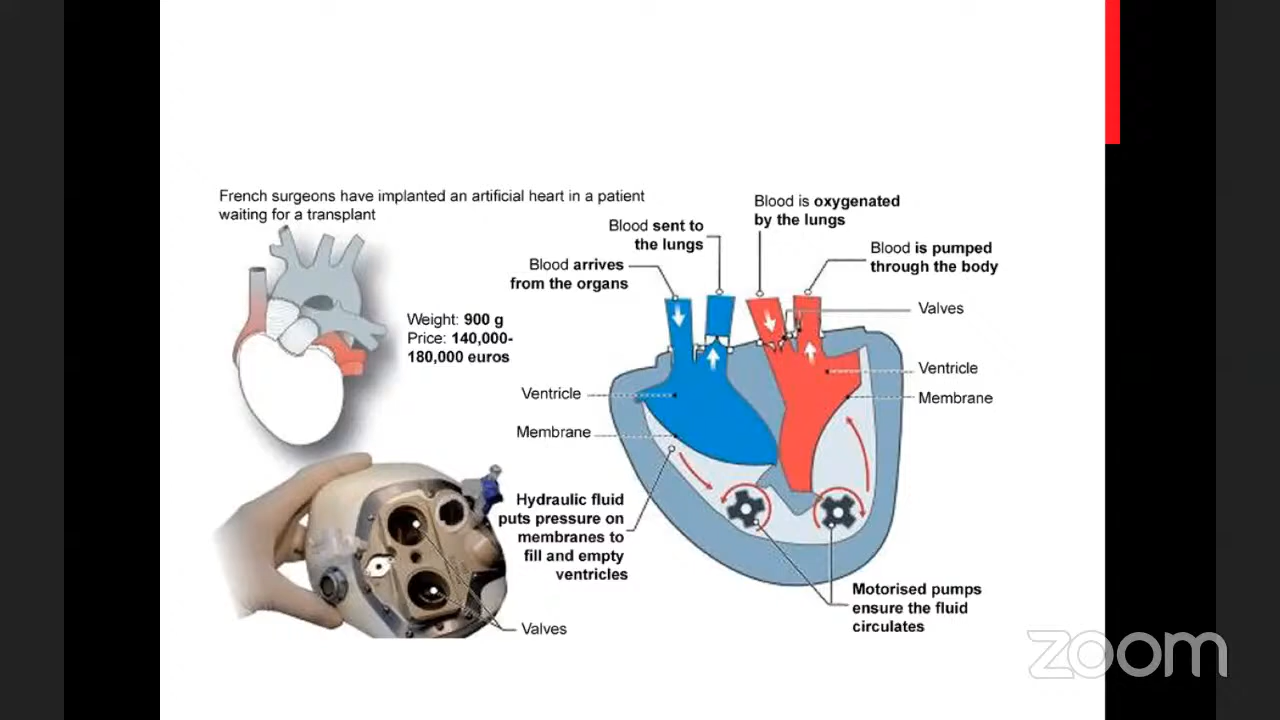 French surgeons have implanted an artificial heart in a patient
waiting for a transplant
Weight: 900 g
Price: 140,000-
180,000 euros
Blood sent to
the lungs
Blood is oxygenated
by the lungs
Blood arrives
from the organs
Blood is pumped
through the body
Valves
Ventricle
Membrane
Ventricle
Membrane
Hydraulic fluid
puts pressure on
membranes to
fill and empty
ventricles
Valves
Motorised pumps
ensure the fluid
circulates
zoom